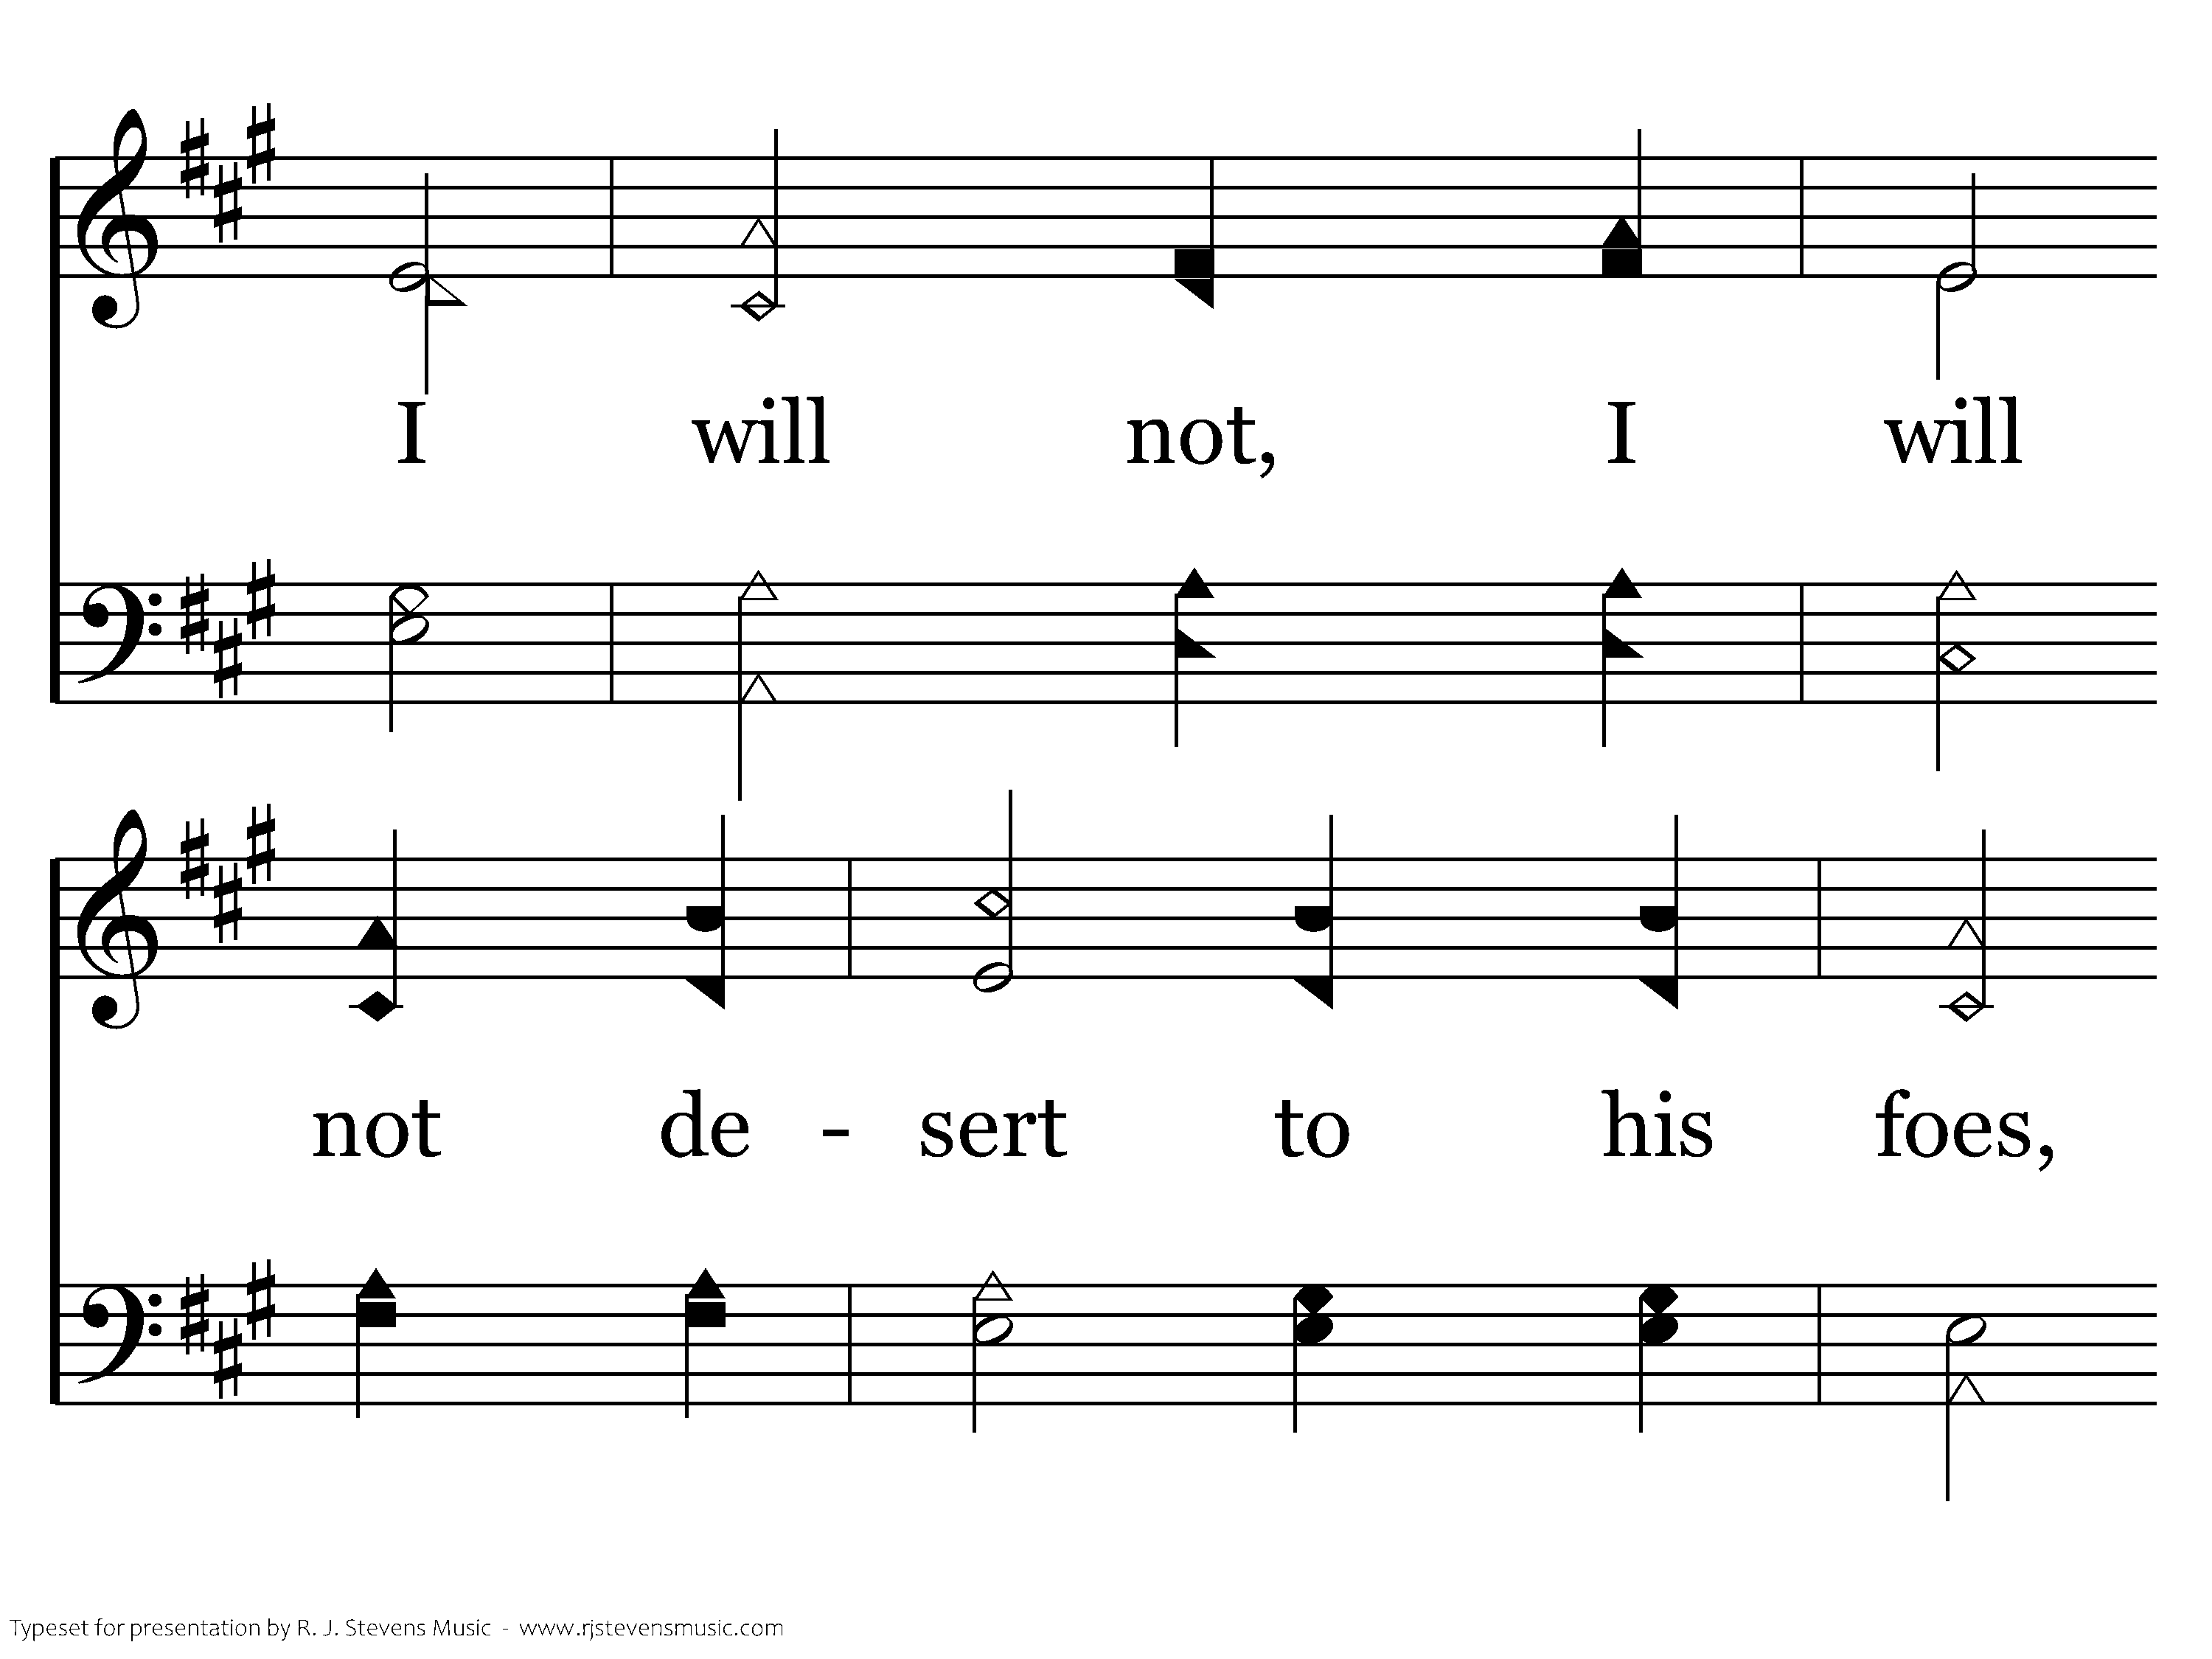 I will not, I will
not de - sert to his foes,
Typeset for presentation by R. J. Stevens Music - www.rjstevensmusic.com